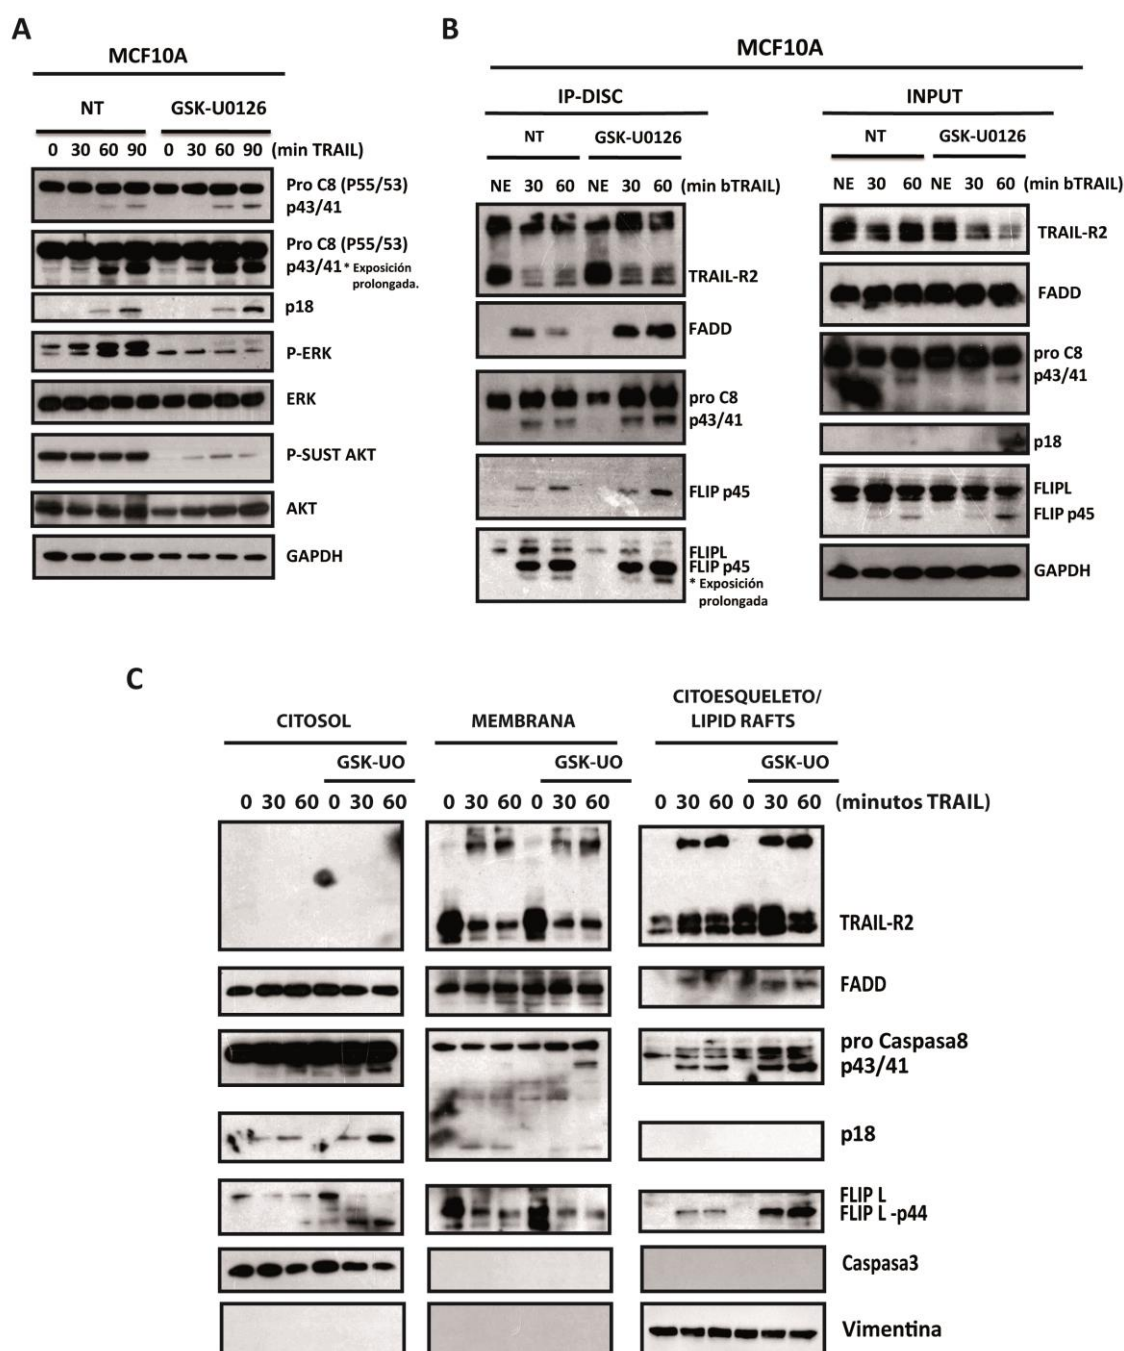 A
MCF10A
NT GSK-U0126
0 30 60 90 0 30 60 90 (min TRAIL)
Pro C8 (P55/53)
p43/41
Pro C8 (P55/53)
p43/41 * Exposición
prolongada.
p18
P-ERK
ERK
P-SUST AKT
AKT
GAPDH
B
MCF10A
IP-DISC
NT GSK-U0126
NE 30 60 NE 30 60 (min bTRAIL)
TRAIL-R2
FADD
pro C8
p43/41
FLIP p45
FLIPL
FLIP p45
* Exposición
prolongada
INPUT
NT GSK-U0126
NE 30 60 NE 30 60 (min bTRAIL)
TRAIL-R2
FADD
pro C8
p43/41
p18
FLIPL
FLIP p45
GAPDH
C
CITOSOL
MEMBRANA
CITOESQUELETO/
LIPID RAFTS
GSK-UO GSK-UO GSK-UO
0 30 60 0 30 60 0 30 60 0 30 60 0 30 60 0 30 60 (minutos TRAIL)
TRAIL-R2
FADD
pro Caspasa8
p43/41
p18
FLIP L
FLIP L -p44
Caspasa3
Vimentina